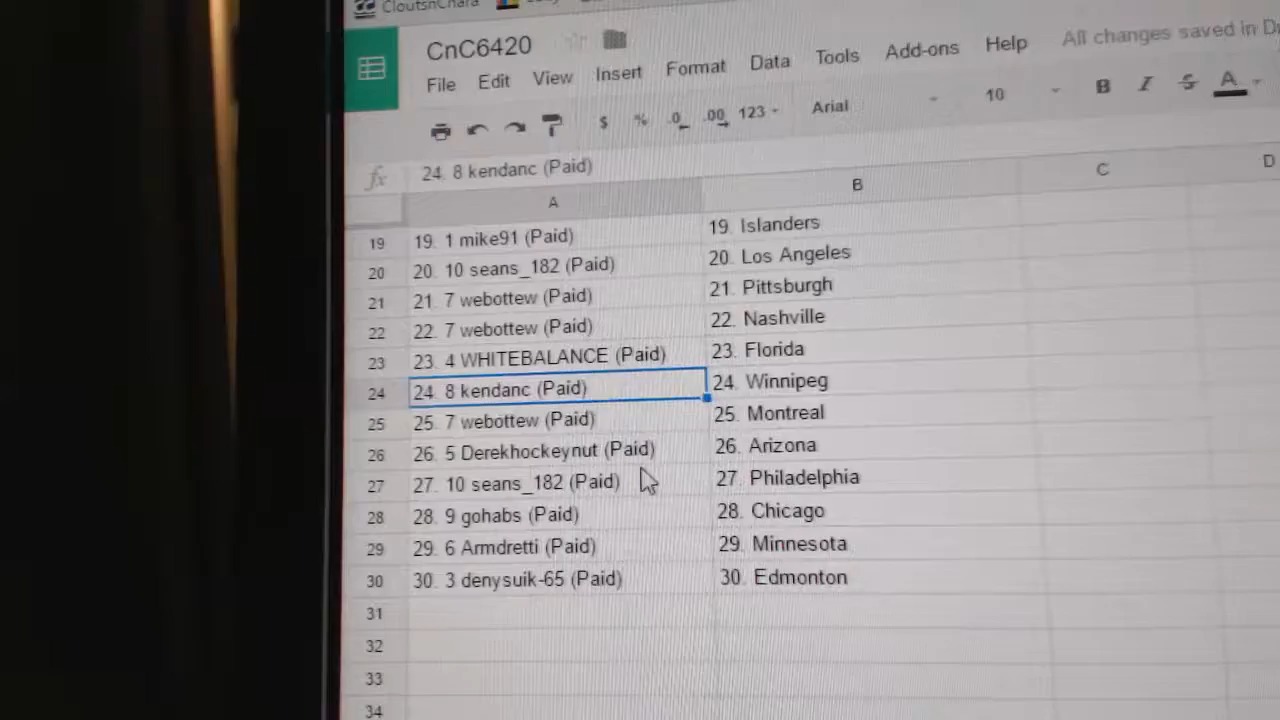 CloutsnChara
CnC6420
File Edit View Insert Format Data Tools Add-ons Help All changes saved in
$ % .0 .00 123 Arial 10 B I S A
fx 24. 8 kendanc (Paid)
A B C D
19 19. 1 mike91 (Paid) 19. Islanders
20 20. 10 seans_182 (Paid) 20. Los Angeles
21 21. 7 webottew (Paid) 21. Pittsburgh
22 22. 7 webottew (Paid) 22. Nashville
23 23. 4 WHITEBALANCE (Paid) 23. Florida
24 24. 8 kendanc (Paid) 24. Winnipeg
25 25. 7 webottew (Paid) 25. Montreal
26 26. 5 Derekhockeynut (Paid) 26. Arizona
27 27. 10 seans_182 (Paid) 27. Philadelphia
28 28. 9 gohabs (Paid) 28. Chicago
29 29. 6 Armdretti (Paid) 29. Minnesota
30 30. 3 denysuik-65 (Paid) 30. Edmonton
31
32
33
34